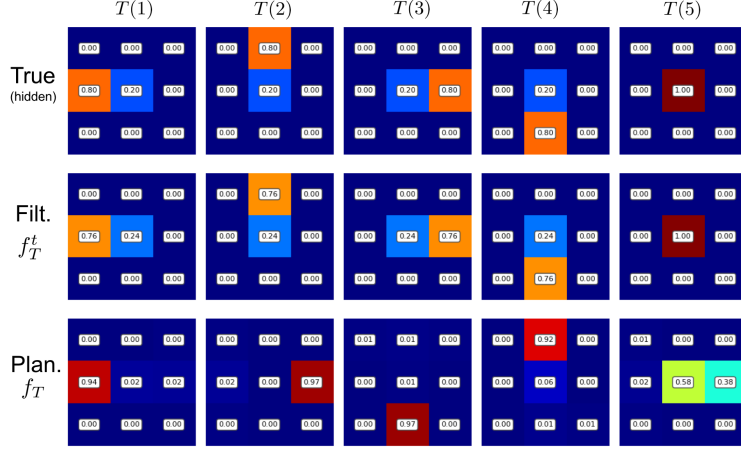 T(1) T(2) T(3) T(4) T(5)
0.00 0.00 0.00 0.00 0.80 0.00 0.00 0.00 0.00 0.00 0.00 0.00 0.00 0.00 0.00
True
(hidden)
0.80 0.20 0.00 0.00 0.20 0.00 0.00 0.20 0.80 0.00 0.20 0.00 0.00 1.00 0.00
0.00 0.00 0.00 0.00 0.00 0.00 0.00 0.00 0.00 0.00 0.80 0.00 0.00 0.00 0.00
0.00 0.00 0.00 0.00 0.76 0.00 0.00 0.00 0.00 0.00 0.00 0.00 0.00 0.00 0.00
Filt.
f_T^t
0.76 0.24 0.00 0.00 0.24 0.00 0.00 0.24 0.76 0.00 0.24 0.00 0.00 1.00 0.00
0.00 0.00 0.00 0.00 0.00 0.00 0.00 0.00 0.00 0.00 0.76 0.00 0.00 0.00 0.00
0.00 0.00 0.00 0.00 0.00 0.00 0.01 0.01 0.00 0.00 0.92 0.00 0.01 0.00 0.00
Plan.
f_T
0.94 0.02 0.02 0.02 0.00 0.97 0.00 0.01 0.00 0.00 0.06 0.00 0.02 0.58 0.38
0.00 0.00 0.00 0.00 0.00 0.00 0.00 0.97 0.00 0.00 0.01 0.01 0.00 0.00 0.00